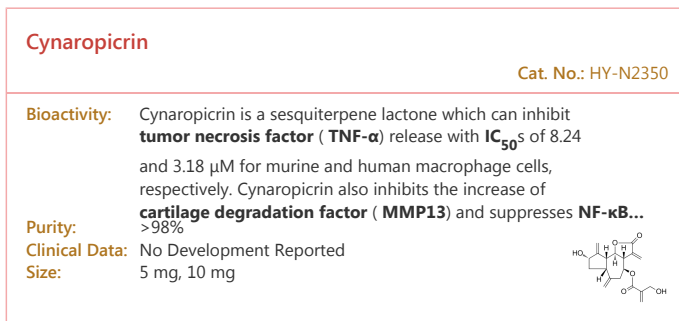 Cynaropicrin
Cat. No.: HY-N2350
Bioactivity: Cynaropicrin is a sesquiterpene lactone which can inhibit
tumor necrosis factor ( TNF-α) release with IC50s of 8.24
and 3.18 μM for murine and human macrophage cells,
respectively. Cynaropicrin also inhibits the increase of
cartilage degradation factor ( MMP13) and suppresses NF-κB...
Purity: >98%
Clinical Data: No Development Reported
Size: 5 mg, 10 mg
O
HO H O O
H H
O
O OH